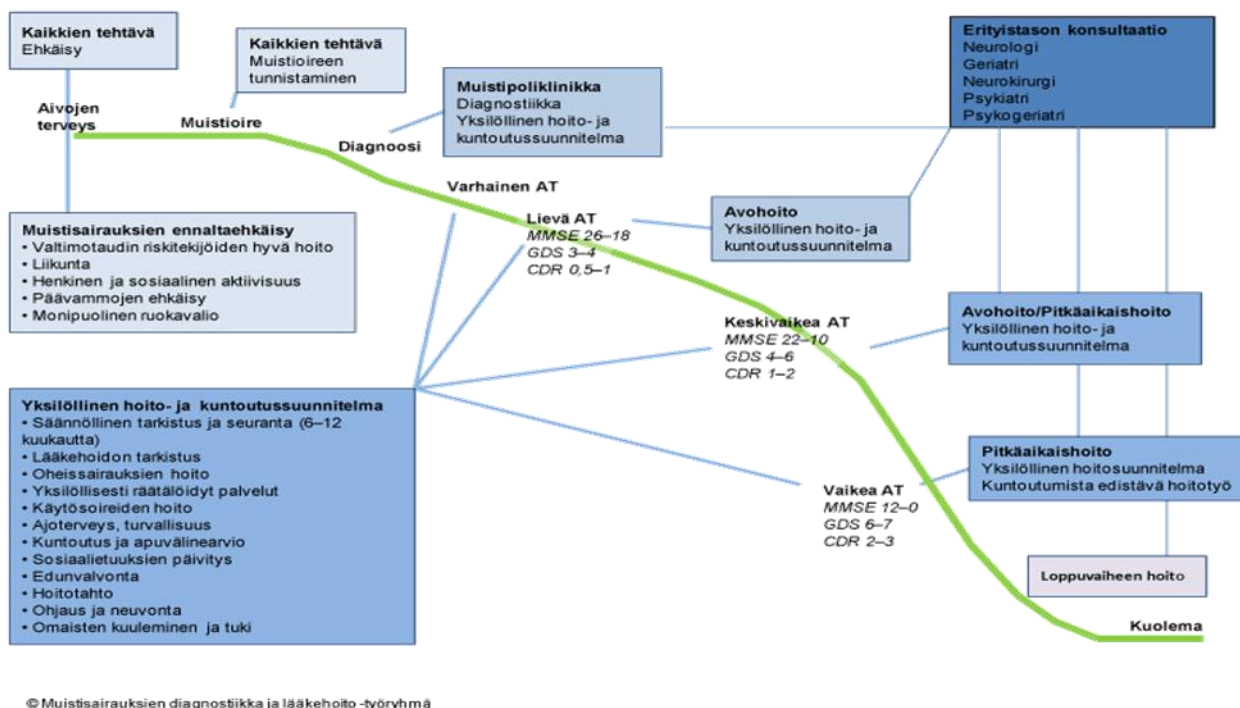 Kaikkien tehtävä
Ehkäisy
Kaikkien tehtävä
Muistioireen
tunnistaminen
Muistipoliklinikka
Diagnostiikka
Yksilöllinen hoito- ja
kuntoutussuunnitelma
Erityistason konsultaatio
Neurologi
Geriatri
Neurokirurgi
Psykiatri
Psykogeriatri
Aivojen
terveys
Muistioire
Diagnoosi
Varhainen AT
Lievä AT
MMSE 26–18
GDS 3–4
CDR 0,5–1
Avohoito
Yksilöllinen hoito- ja
kuntoutussuunnitelma
Muistisairauksien ennaltaehkäisy
• Valtimotaudin riskitekijöiden hyvä hoito
• Liikunta
• Henkinen ja sosiaalinen aktiivisuus
• Päävammojen ehkäisy
• Monipuolinen ruokavalio
Keskivaikea AT
MMSE 22–10
GDS 4–6
CDR 1–2
Avohoito/Pitkäaikaishoito
Yksilöllinen hoito- ja
kuntoutussuunnitelma
Yksilöllinen hoito- ja kuntoutussuunnitelma
• Säännöllinen tarkistus ja seuranta (6–12
kuukautta)
• Lääkehoidon tarkistus
• Oheissairauksien hoito
• Yksilöllisesti räätälöidyt palvelut
• Käytösoireiden hoito
• Ajoterveys, turvallisuus
• Kuntoutus ja apuvälinearvio
• Sosiaalietuuksien päivitys
• Edunvalvonta
• Hoitotahto
• Ohjaus ja neuvonta
• Omaisten kuuleminen ja tuki
Vaikea AT
MMSE 12–0
GDS 6–7
CDR 2–3
Pitkäaikaishoito
Yksilöllinen hoitosuunnitelma
Kuntoutumista edistävä hoitotyö
Loppuvaiheen hoito
Kuolema
© Muistisairauksien diagnostiikka ja lääkehoito -työryhmä